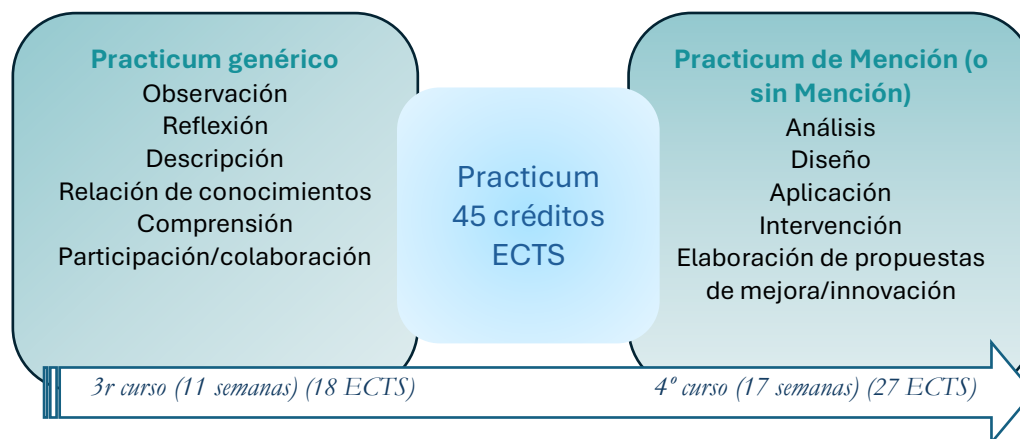 Practicum genérico
Observación
Reflexión
Descripción
Relación de conocimientos
Comprensión
Participación/colaboración
Practicum
45 créditos
ECTS
Practicum de Mención (o
sin Mención)
Análisis
Diseño
Aplicación
Intervención
Elaboración de propuestas
de mejora/innovación
3r curso (11 semanas) (18 ECTS)
4º curso (17 semanas) (27 ECTS)